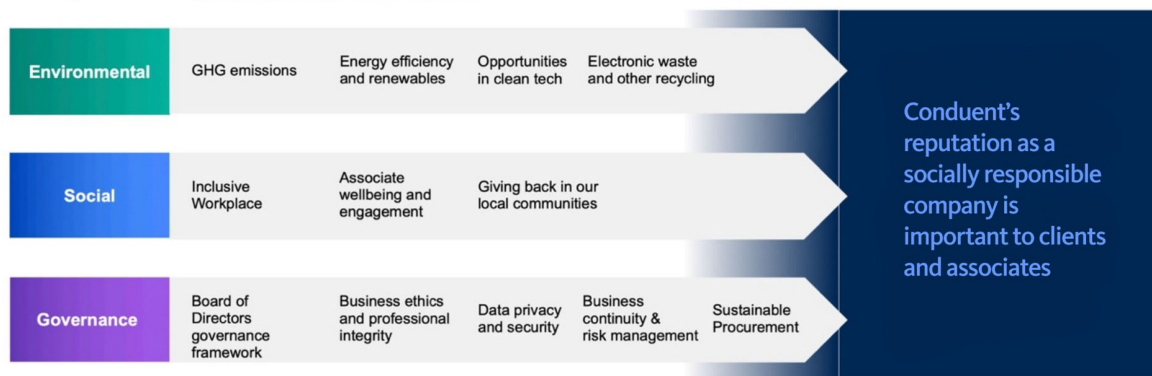 Environmental
GHG emissions
Energy efficiency
and renewables
Opportunities
in clean tech
Electronic waste
and other recycling
Social
Inclusive
Workplace
Associate
wellbeing and
engagement
Giving back in our
local communities
Governance
Board of
Directors
governance
framework
Business ethics
and professional
integrity
Data privacy
and security
Business
continuity &
risk management
Sustainable
Procurement
Conduent’s
reputation as a
socially responsible
company is
important to clients
and associates